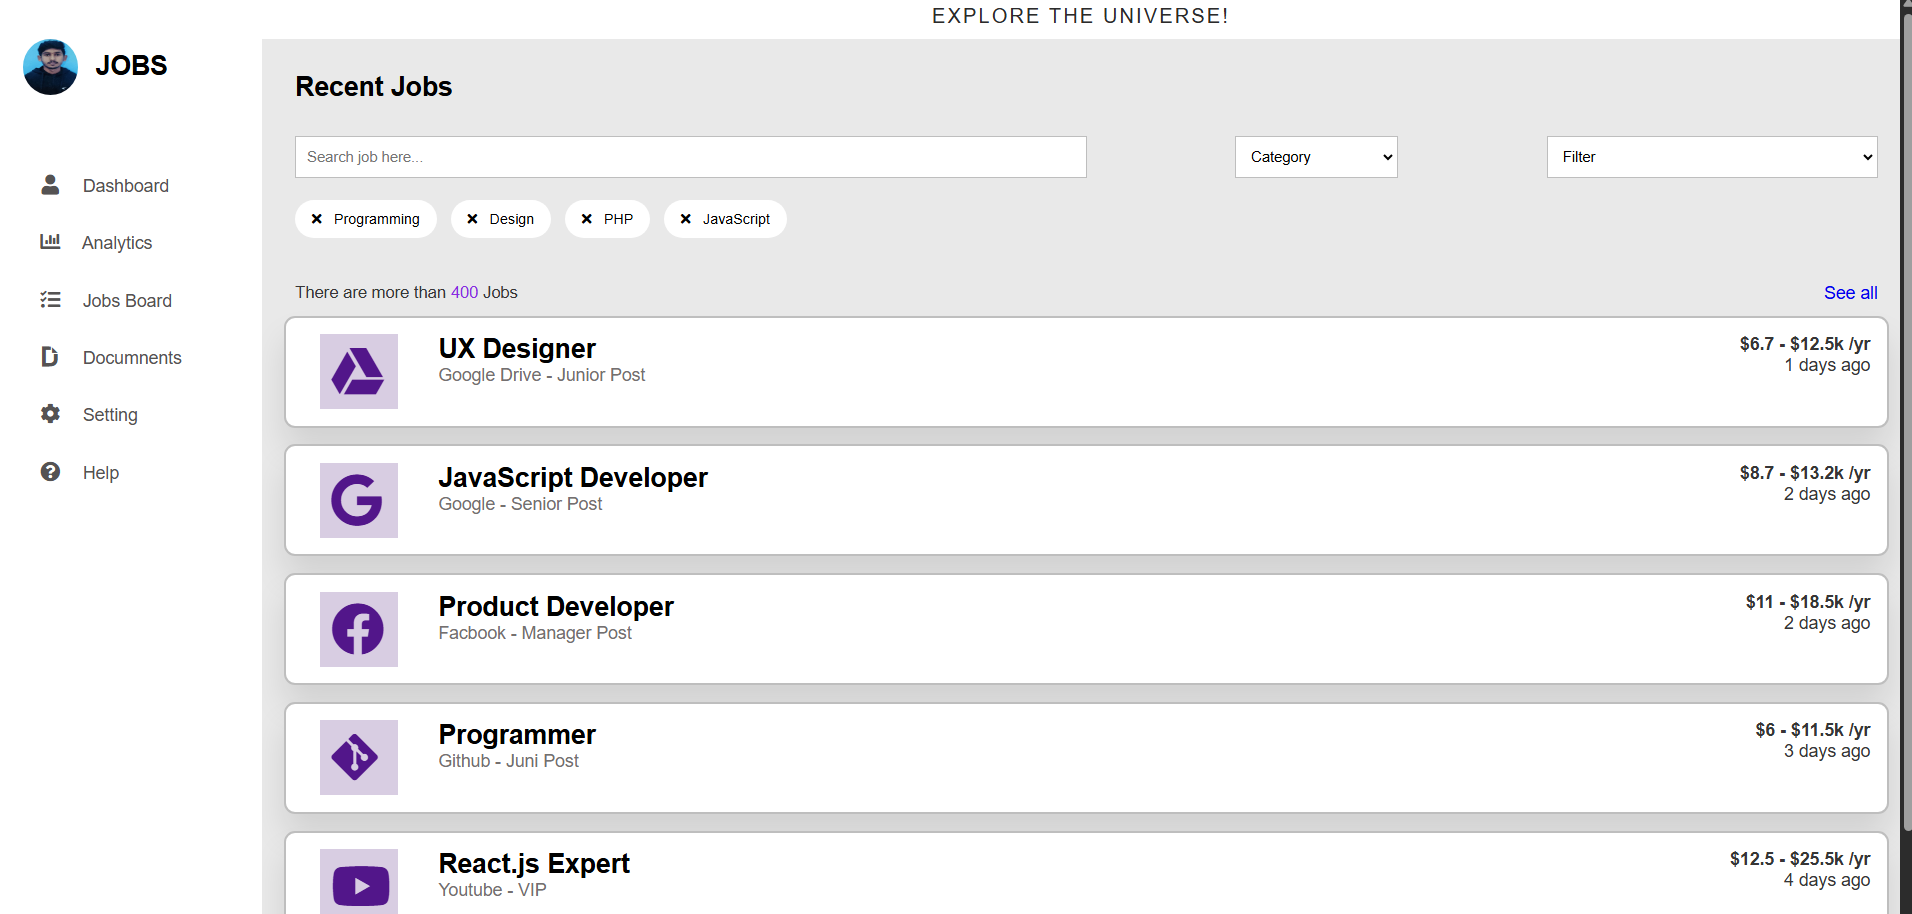 EXPLORE THE UNIVERSE!
JOBS
Dashboard
Analytics
Jobs Board
Documnents
Setting
Help
Recent Jobs
Search job here...
Category
Filter
Programming
Design
PHP
JavaScript
There are more than 400 Jobs
See all
UX Designer
Google Drive - Junior Post
$6.7 - $12.5k /yr
1 days ago
JavaScript Developer
Google - Senior Post
$8.7 - $13.2k /yr
2 days ago
Product Developer
Facbook - Manager Post
$11 - $18.5k /yr
2 days ago
Programmer
Github - Juni Post
$6 - $11.5k /yr
3 days ago
React.js Expert
Youtube - VIP
$12.5 - $25.5k /yr
4 days ago